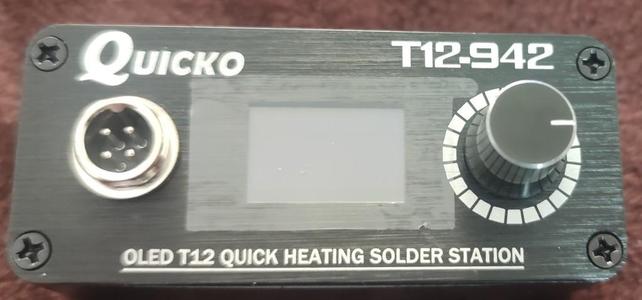 QUICKO
T12-942
OLED T12 QUICK HEATING SOLDER STATION